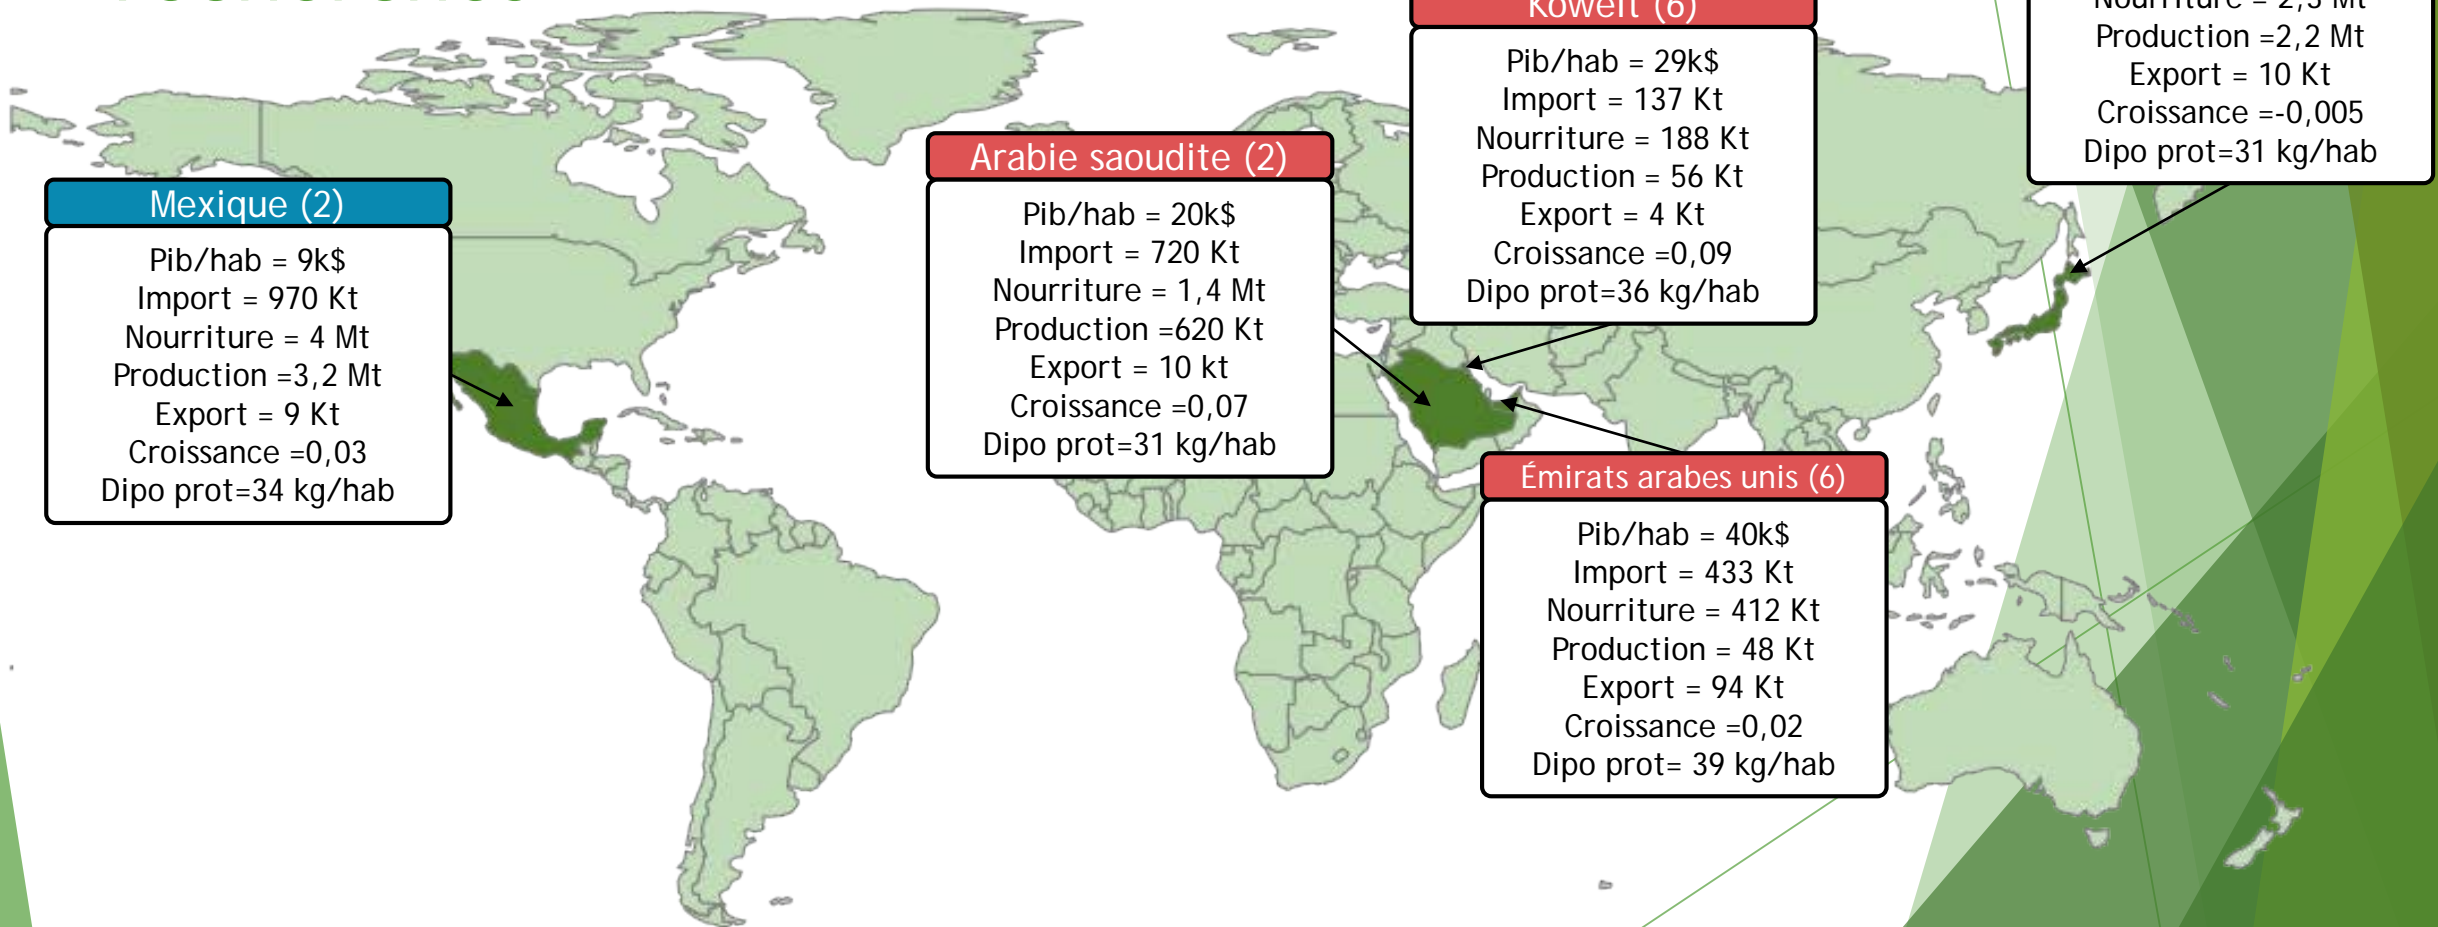 Mexique (2)
Pib/hab = 9k$
Import = 970 Kt
Nourriture = 4 Mt
Production =3,2 Mt
Export = 9 Kt
Croissance =0,03
Dipo prot=34 kg/hab
Arabie saoudite (2)
Pib/hab = 20k$
Import = 720 Kt
Nourriture = 1,4 Mt
Production =620 Kt
Export = 10 kt
Croissance =0,07
Dipo prot=31 kg/hab
Koweït (6)
Pib/hab = 29k$
Import = 137 Kt
Nourriture = 188 Kt
Production = 56 Kt
Export = 4 Kt
Croissance =0,09
Dipo prot=36 kg/hab
Émirats arabes unis (6)
Pib/hab = 40k$
Import = 433 Kt
Nourriture = 412 Kt
Production = 48 Kt
Export = 94 Kt
Croissance =0,02
Dipo prot= 39 kg/hab
Nourriture = 2,3 Mt
Production =2,2 Mt
Export = 10 Kt
Croissance =-0,005
Dipo prot=31 kg/hab